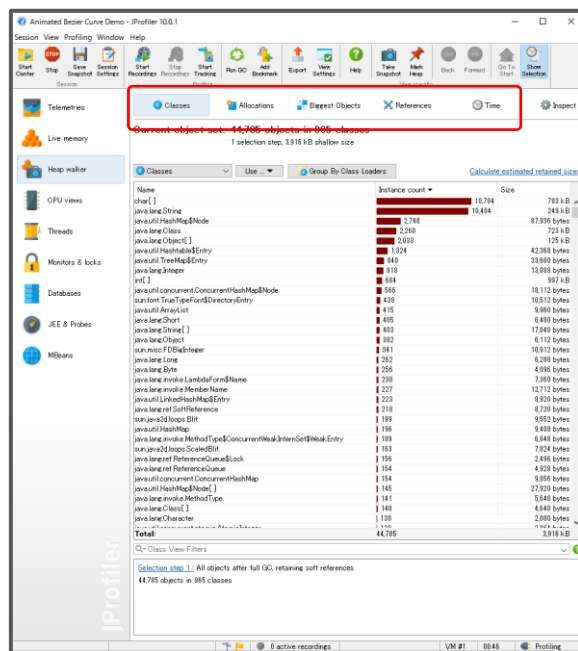 Animated Bezier Curve Demo - JProfiler 10.0.1
Session View Profiling Window Help
Start Center
Stop
Save Snapshot
Session Settings
Start Recordings
Stop Recordings
Start Tracking
Run GC
Add Bookmark
Export
View Settings
Help
Take Snapshot
Mark Heap
Back
Forward
Go To Start
Show Selection
Session
Profiling
View specific
Telemetries
Live memory
Heap walker
CPU views
Threads
Monitors & locks
Databases
JEE & Probes
MBeans
JProfiler
Classes Allocations Biggest Objects References Time Inspect
Current object set: 44,785 objects in 965 classes
1 selection step, 3,916 kB shallow size
Classes Use ... Group By Class Loaders Calculate estimated retained sizes
Name Instance count Size
char[ ] 10,704 783 kB
java.lang.String 10,404 249 kB
java.util.HashMap$Node 2,748 87,936 bytes
java.lang.Class 2,260 723 kB
java.lang.Object[ ] 2,033 125 kB
java.util.Hashtable$Entry 1,324 42,368 bytes
java.util.TreeMap$Entry 840 33,600 bytes
java.lang.Integer 818 13,088 bytes
int[ ] 684 997 kB
java.util.concurrent.ConcurrentHashMap$Node 566 18,112 bytes
sun.font.TrueTypeFont$DirectoryEntry 438 10,512 bytes
java.util.ArrayList 415 9,960 bytes
java.lang.Short 405 6,480 bytes
java.lang.String[ ] 403 17,040 bytes
java.lang.Object 382 6,112 bytes
sun.misc.FDBigInteger 341 10,912 bytes
java.lang.Long 262 6,288 bytes
java.lang.Byte 256 4,096 bytes
java.lang.invoke.LambdaForm$Name 230 7,360 bytes
java.lang.invoke.MemberName 227 12,712 bytes
java.util.LinkedHashMap$Entry 223 8,920 bytes
java.lang.ref.SoftReference 218 8,720 bytes
sun.java2d.loops.Blit 199 9,552 bytes
java.util.HashMap 196 9,408 bytes
java.lang.invoke.MethodType$ConcurrentWeakInternSet$WeakEntry 189 6,048 bytes
sun.java2d.loops.ScaledBlit 163 7,824 bytes
java.lang.ref.ReferenceQueue$Lock 156 2,496 bytes
java.lang.ref.ReferenceQueue 154 4,928 bytes
java.util.concurrent.ConcurrentHashMap 154 9,856 bytes
java.util.HashMap$Node[ ] 145 27,920 bytes
java.lang.invoke.MethodType 141 5,640 bytes
java.lang.Class[ ] 140 4,648 bytes
java.lang.Character 130 2,080 bytes
Total: 44,785 3,916 kB
Class View Filters
Selection step 1: All objects after full GC, retaining soft references
44,785 objects in 965 classes
0 active recordings VM #1 00:46 Profiling